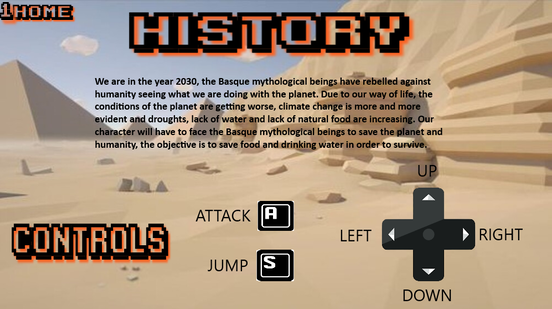 1HOME
HISTORY
We are in the year 2030, the Basque mythological beings have rebelled against
humanity seeing what we are doing with the planet. Due to our way of life, the
conditions of the planet are getting worse, climate change is more and more
evident and droughts, lack of water and lack of natural food are increasing. Our
character will have to face the Basque mythological beings to save the planet and
humanity, the objective is to save food and drinking water in order to survive.
UP
ATTACK A
LEFT
RIGHT
CONTROLS
JUMP S
DOWN